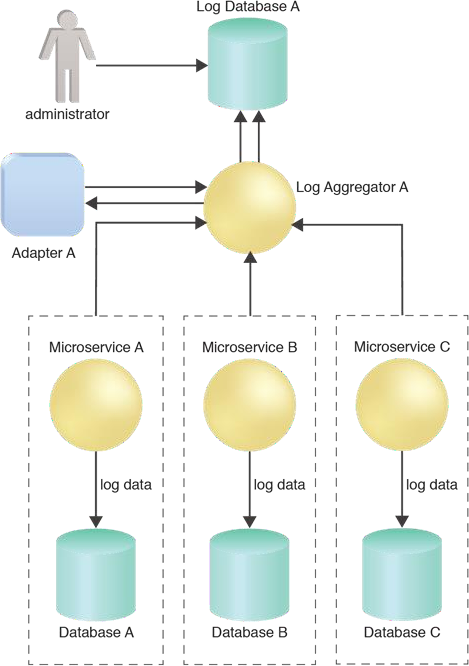 Log Database A
administrator
Log Aggregator A
Adapter A
Microservice A
Microservice B
Microservice C
log data
log data
log data
Database A
Database B
Database C